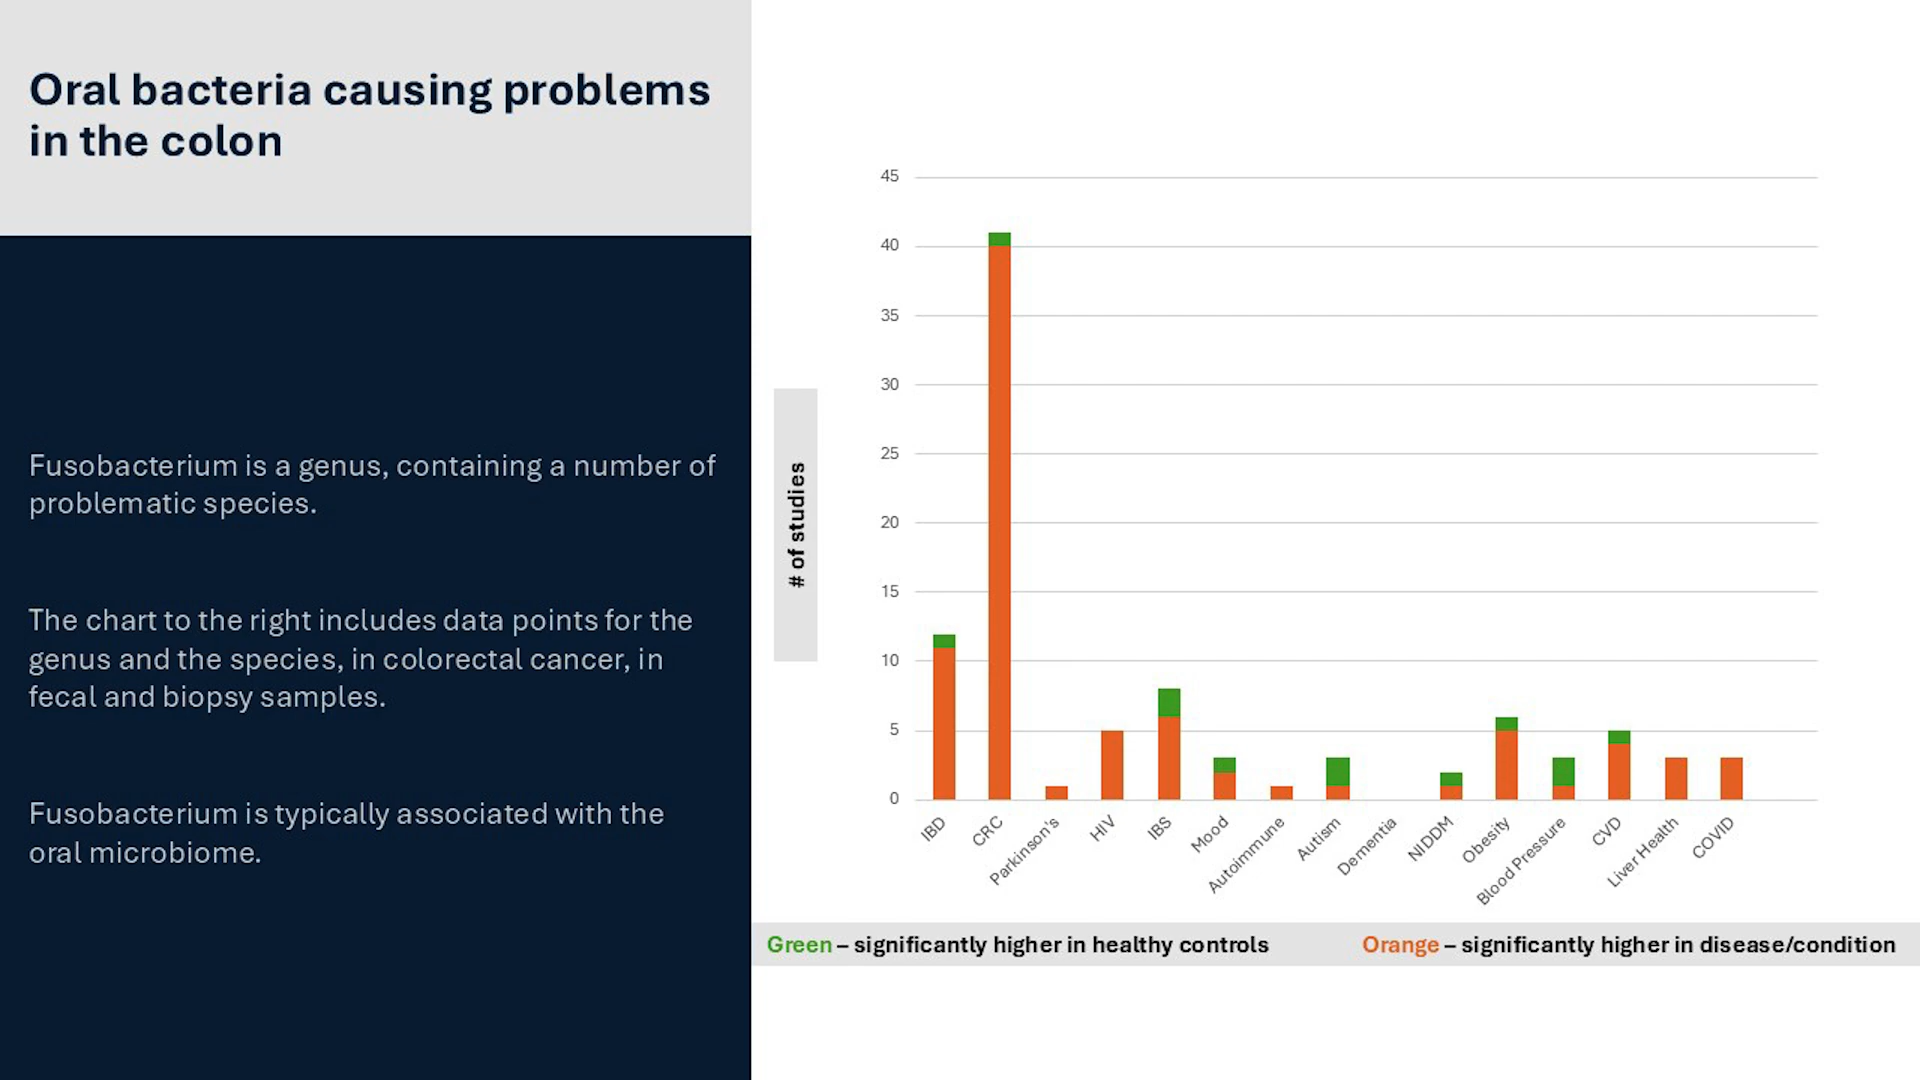 Oral bacteria causing problems
in the colon
Fusobacterium is a genus, containing a number of
problematic species.
The chart to the right includes data points for the
genus and the species, in colorectal cancer, in
fecal and biopsy samples.
Fusobacterium is typically associated with the
oral microbiome.
# of studies
45
40
35
30
25
20
15
10
5
0
IBD
CRC
Parkinson's
HIV
IBS
Mood
Autoimmune
Autism
Dementia
NIDDM
Obesity
Blood Pressure
CVD
Liver Health
COVID
Green – significantly higher in healthy controls
Orange – significantly higher in disease/condition